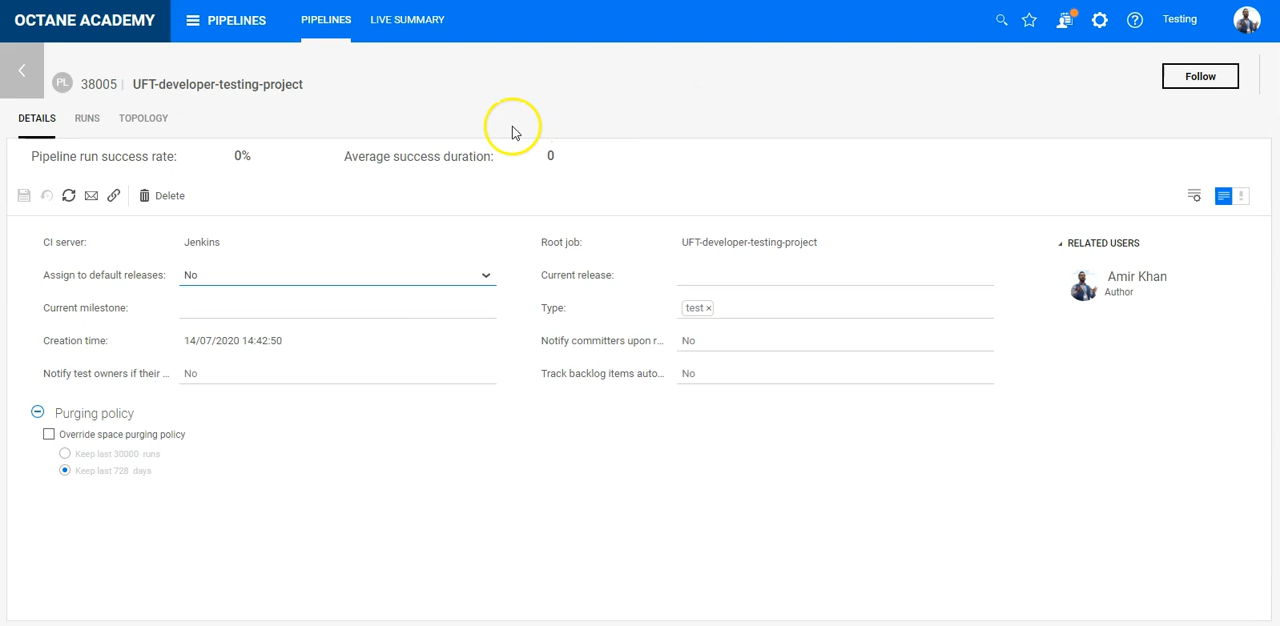 OCTANE ACADEMY PIPELINES PIPELINES LIVE SUMMARY Testing
PL 38005 UFT-developer-testing-project Follow
DETAILS RUNS TOPOLOGY
Pipeline run success rate: 0% Average success duration: 0
Delete
CI server: Jenkins Root job: UFT-developer-testing-project RELATED USERS
Assign to default releases: No Current release: Amir Khan
Author
Current milestone: Type: test ×
Creation time: 14/07/2020 14:42:50 Notify committers upon r... No
Notify test owners if their ... No Track backlog items auto... No
Purging policy
Override space purging policy
Keep last 30000 runs
Keep last 728 days